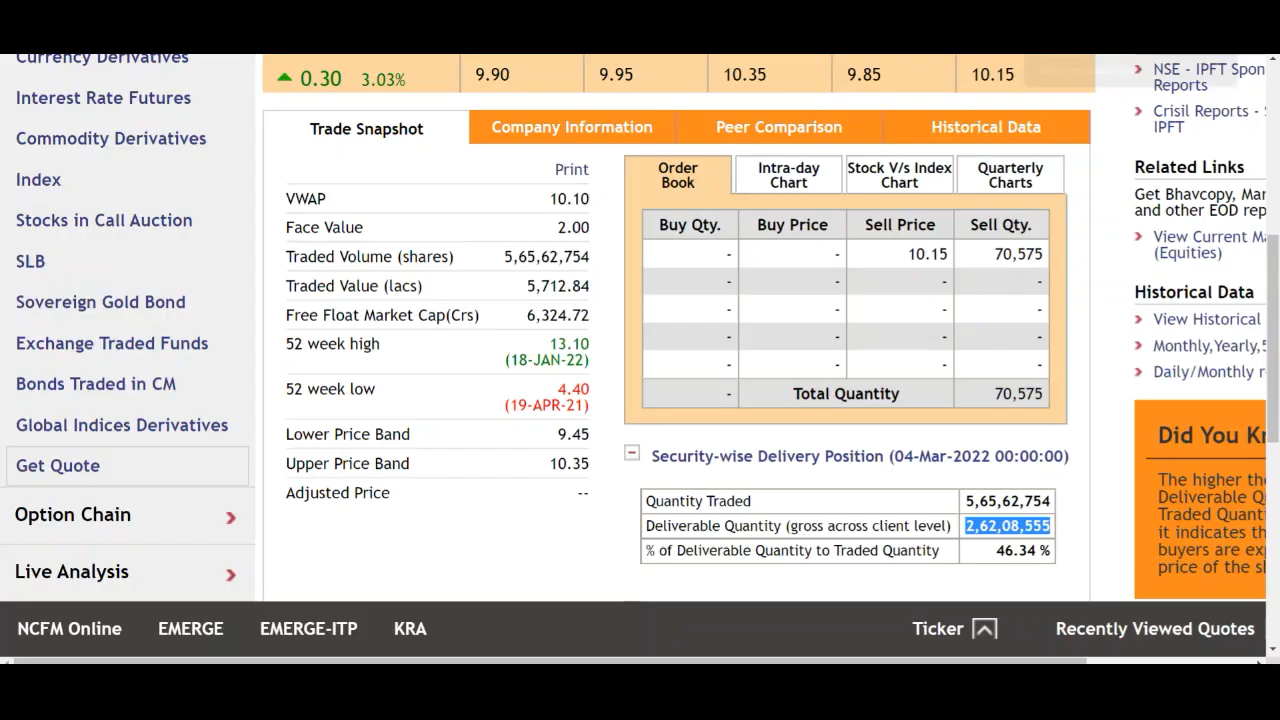 Currency Derivatives
Interest Rate Futures
Commodity Derivatives
Index
Stocks in Call Auction
SLB
Sovereign Gold Bond
Exchange Traded Funds
Bonds Traded in CM
Global Indices Derivatives
Get Quote
Option Chain
Live Analysis
0.30 3.03% 9.90 9.95 10.35 9.85 10.15
Trade Snapshot Company Information Peer Comparison Historical Data
Print
VWAP 10.10
Face Value 2.00
Traded Volume (shares) 5,65,62,754
Traded Value (lacs) 5,712.84
Free Float Market Cap(Crs) 6,324.72
52 week high 13.10
(18-JAN-22)
52 week low 4.40
(19-APR-21)
Lower Price Band 9.45
Upper Price Band 10.35
Adjusted Price --
Order Intra-day Stock V/s Index Quarterly
Book Chart Chart Charts
Buy Qty. Buy Price Sell Price Sell Qty.
- - 10.15 70,575
- - - -
- - - -
- - - -
- - - -
- Total Quantity 70,575
Security-wise Delivery Position (04-Mar-2022 00:00:00)
Quantity Traded 5,65,62,754
Deliverable Quantity (gross across client level) 2,62,08,555
% of Deliverable Quantity to Traded Quantity 46.34 %
NSE - IPFT Spon
Reports
Crisil Reports -
IPFT
Related Links
Get Bhavcopy, Mar
and other EOD rep
View Current Ma
(Equities)
Historical Data
View Historical
Monthly,Yearly,5
Daily/Monthly r
Did You Kn
The higher the
Deliverable Q
Traded Quant
it indicates th
buyers are exp
price of the sh
NCFM Online EMERGE EMERGE-ITP KRA Ticker Recently Viewed Quotes